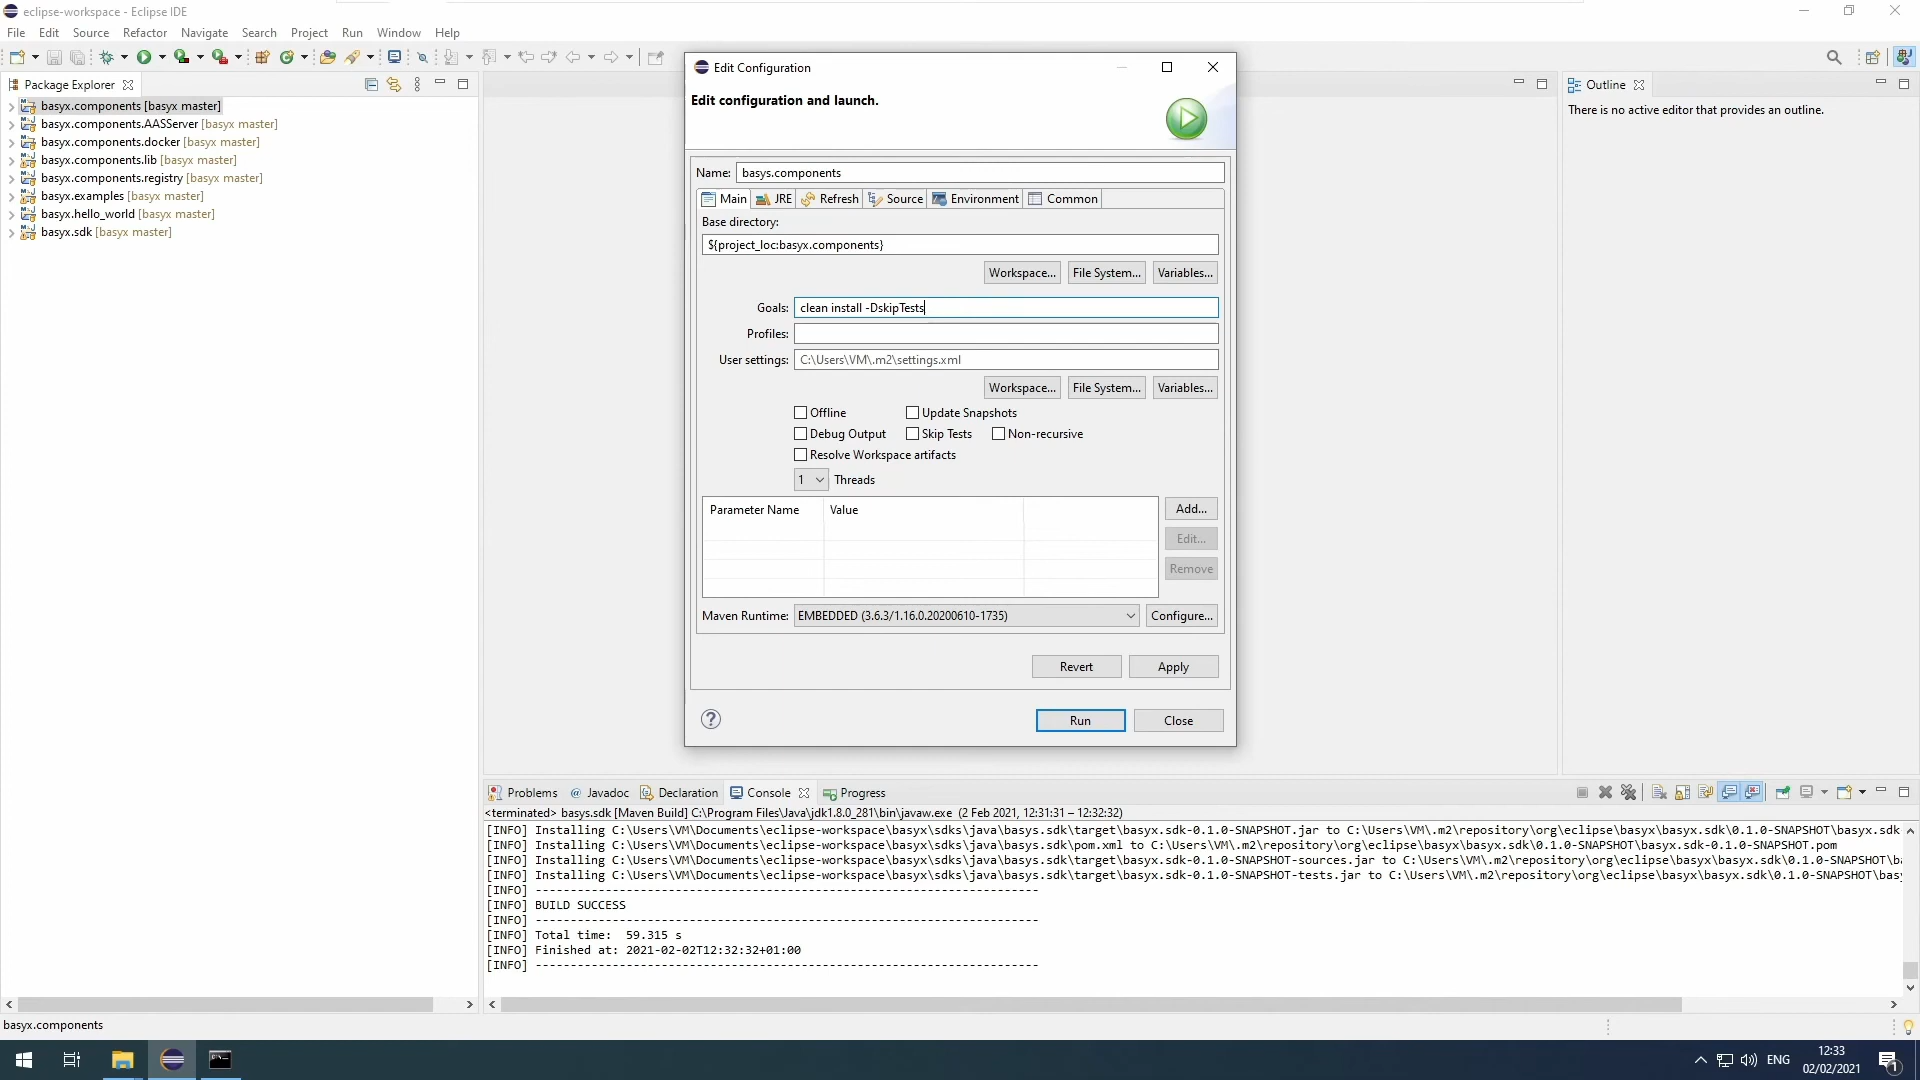 eclipse-workspace - Eclipse IDE
File Edit Source Refactor Navigate Search Project Run Window Help
Package Explorer
basyx.components [basyx master]
basyx.components.AASServer [basyx master]
basyx.components.docker [basyx master]
basyx.components.lib [basyx master]
basyx.components.registry [basyx master]
basyx.examples [basyx master]
basyx.hello_world [basyx master]
basyx.sdk [basyx master]
Edit Configuration
Edit configuration and launch.
Name: basys.components
Main JRE Refresh Source Environment Common
Base directory:
${project_loc:basyx.components}
Workspace... File System... Variables...
Goals: clean install -DskipTests
Profiles:
User settings: C:\Users\VM\.m2\settings.xml
Workspace... File System... Variables...
Offline Update Snapshots
Debug Output Skip Tests Non-recursive
Resolve Workspace artifacts
1 Threads
Parameter Name Value
Add...
Edit...
Remove
Maven Runtime: EMBEDDED (3.6.3/1.16.0.20200610-1735) Configure...
Revert Apply
? Run Close
Outline
There is no active editor that provides an outline.
Problems @ Javadoc Declaration Console Progress
<terminated> basys.sdk [Maven Build] C:\Program Files\Java\jdk1.8.0_281\bin\javaw.exe (2 Feb 2021, 12:31:31 – 12:32:32)
[INFO] Installing C:\Users\VM\Documents\eclipse-workspace\basyx\sdks\java\basys.sdk\target\basyx.sdk-0.1.0-SNAPSHOT.jar to C:\Users\VM\.m2\repository\org\eclipse\basyx\basyx.sdk\0.1.0-SNAPSHOT\basyx.sdk
[INFO] Installing C:\Users\VM\Documents\eclipse-workspace\basyx\sdks\java\basys.sdk\pom.xml to C:\Users\VM\.m2\repository\org\eclipse\basyx\basyx.sdk\0.1.0-SNAPSHOT\basyx.sdk-0.1.0-SNAPSHOT.pom
[INFO] Installing C:\Users\VM\Documents\eclipse-workspace\basyx\sdks\java\basys.sdk\target\basyx.sdk-0.1.0-SNAPSHOT-sources.jar to C:\Users\VM\.m2\repository\org\eclipse\basyx\basyx.sdk\0.1.0-SNAPSHOT\ba
[INFO] Installing C:\Users\VM\Documents\eclipse-workspace\basyx\sdks\java\basys.sdk\target\basyx.sdk-0.1.0-SNAPSHOT-tests.jar to C:\Users\VM\.m2\repository\org\eclipse\basyx\basyx.sdk\0.1.0-SNAPSHOT\basy
[INFO] ------------------------------------------------------------------------
[INFO] BUILD SUCCESS
[INFO] ------------------------------------------------------------------------
[INFO] Total time:  59.315 s
[INFO] Finished at: 2021-02-02T12:32:32+01:00
[INFO] ------------------------------------------------------------------------
basyx.components
ENG 12:33
02/02/2021
1